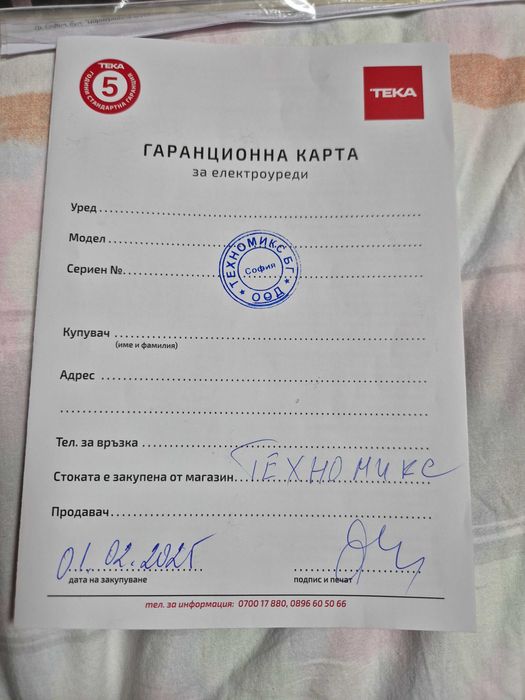 ТЕКА
5
ГОДИНИ СТАНДАРТНА ГАРАНЦИЯ
TEKA
ГАРАНЦИОННА КАРТА
за електроуреди
Уред
Модел
Сериен №
ТЕХНОМИКС БГ
София
ООД
Купувач
(име и фамилия)
Адрес
Тел. за връзка
Стоката е закупена от магазин ТЕХНОМИКС
Продавач
01.02.2025
дата на закупуване
подпис и печат
тел. за информация: 0700 17 880, 0896 60 50 66